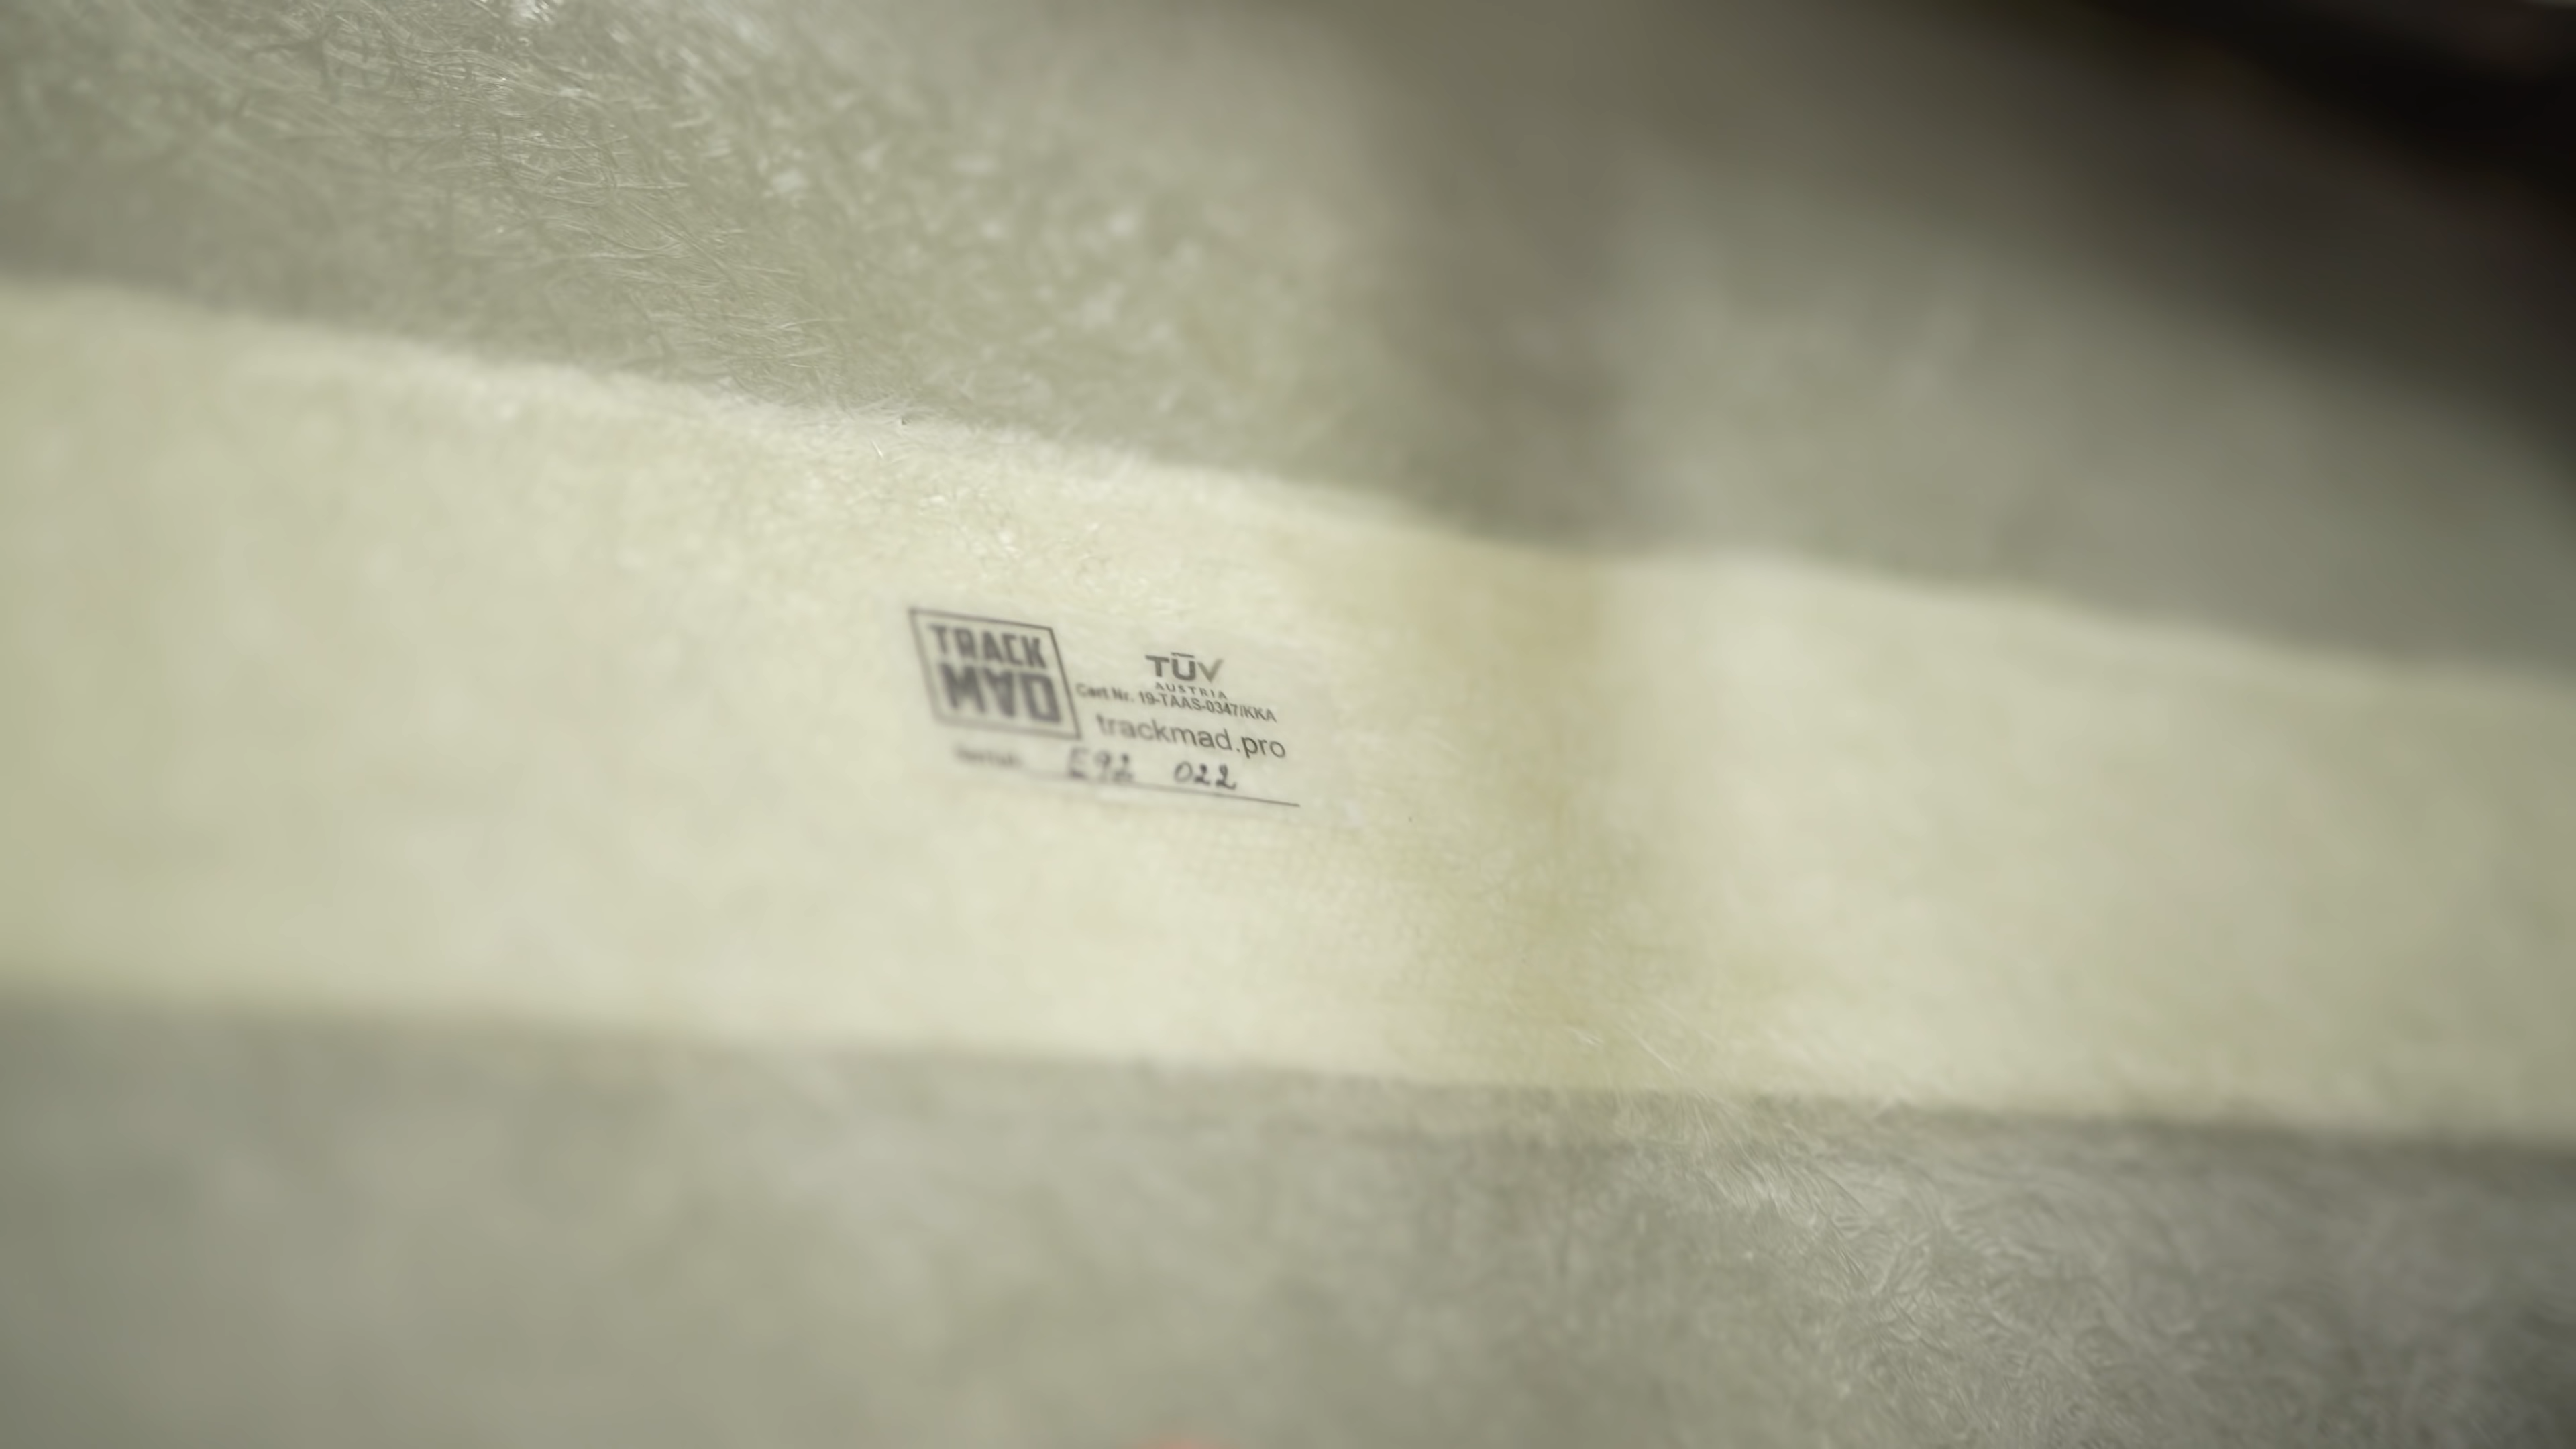 TRACK
MAD
TÜV
AUSTRIA
Cert Nr. 19-TAAS-0347/KKA
trackmad.pro
E92 022